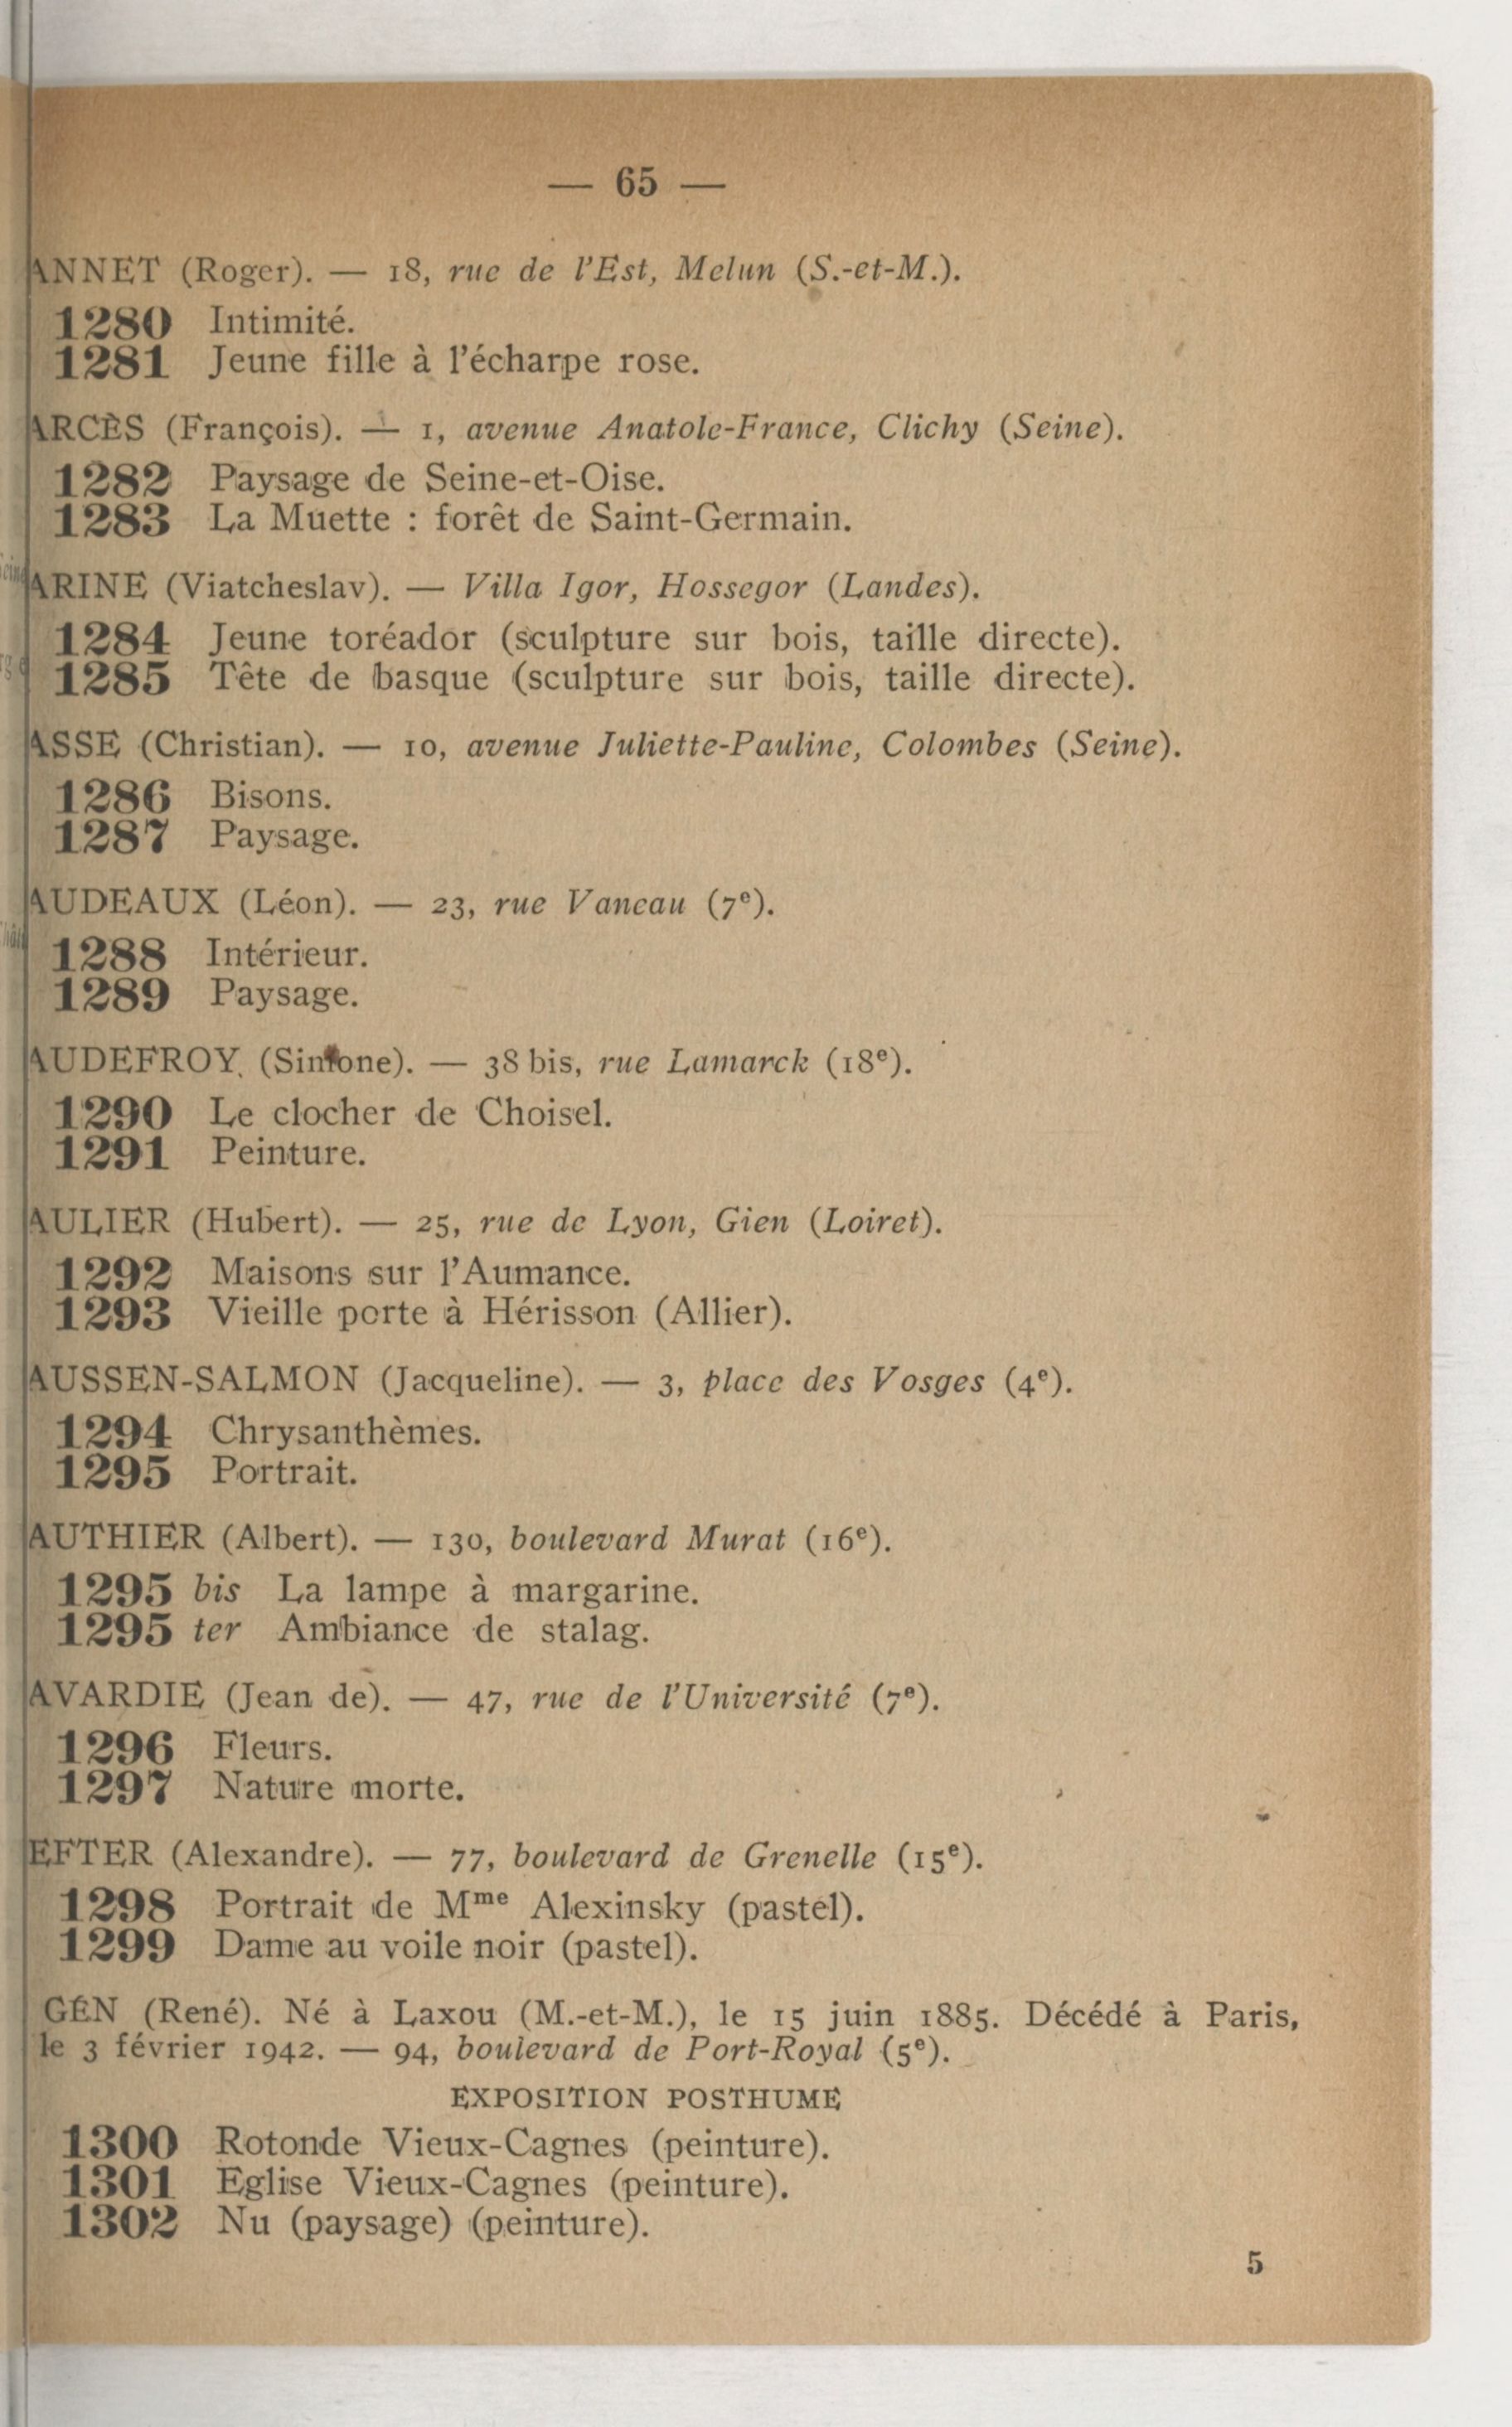 — 65 —
ANNET (Roger). — 18, rue de l'Est, Melun (S.-et-M.).
1280 Intimité.
1281 Jeune fille à l'écharpe rose.
ARCÈS (François). — 1, avenue Anatole-France, Clichy (Seine).
1282 Paysage de Seine-et-Oise.
1283 La Muette : forêt de Saint-Germain.
ARINE (Viatcheslav). — Villa Igor, Hossegor (Landes).
1284 Jeune toréador (sculpture sur bois, taille directe).
1285 Tête de basque (sculpture sur bois, taille directe).
ASSE (Christian). — 10, avenue Juliette-Pauline, Colombes (Seine).
1286 Bisons.
1287 Paysage.
AUDEAUX (Léon). — 23, rue Vaneau (7e).
1288 Intérieur.
1289 Paysage.
AUDEFROY (Simone). — 38 bis, rue Lamarck (18e).
1290 Le clocher de Choisel.
1291 Peinture.
AULIER (Hubert). — 25, rue de Lyon, Gien (Loiret).
1292 Maisons sur l'Aumance.
1293 Vieille porte à Hérisson (Allier).
AUSSEN-SALMON (Jacqueline). — 3, place des Vosges (4e).
1294 Chrysanthèmes.
1295 Portrait.
AUTHIER (Albert). — 130, boulevard Murat (16e).
1295 bis La lampe à margarine.
1295 ter Ambiance de stalag.
AVARDIE (Jean de). — 47, rue de l'Université (7e).
1296 Fleurs.
1297 Nature morte.
EFTER (Alexandre). — 77, boulevard de Grenelle (15e).
1298 Portrait de Mme Alexinsky (pastel).
1299 Dame au voile noir (pastel).
GEN (René). Né à Laxou (M.-et-M.), le 15 juin 1885. Décédé à Paris,
le 3 février 1942. — 94, boulevard de Port-Royal (5e).
EXPOSITION POSTHUME
1300 Rotonde Vieux-Cagnes (peinture).
1301 Eglise Vieux-Cagnes (peinture).
1302 Nu (paysage) (peinture).
5